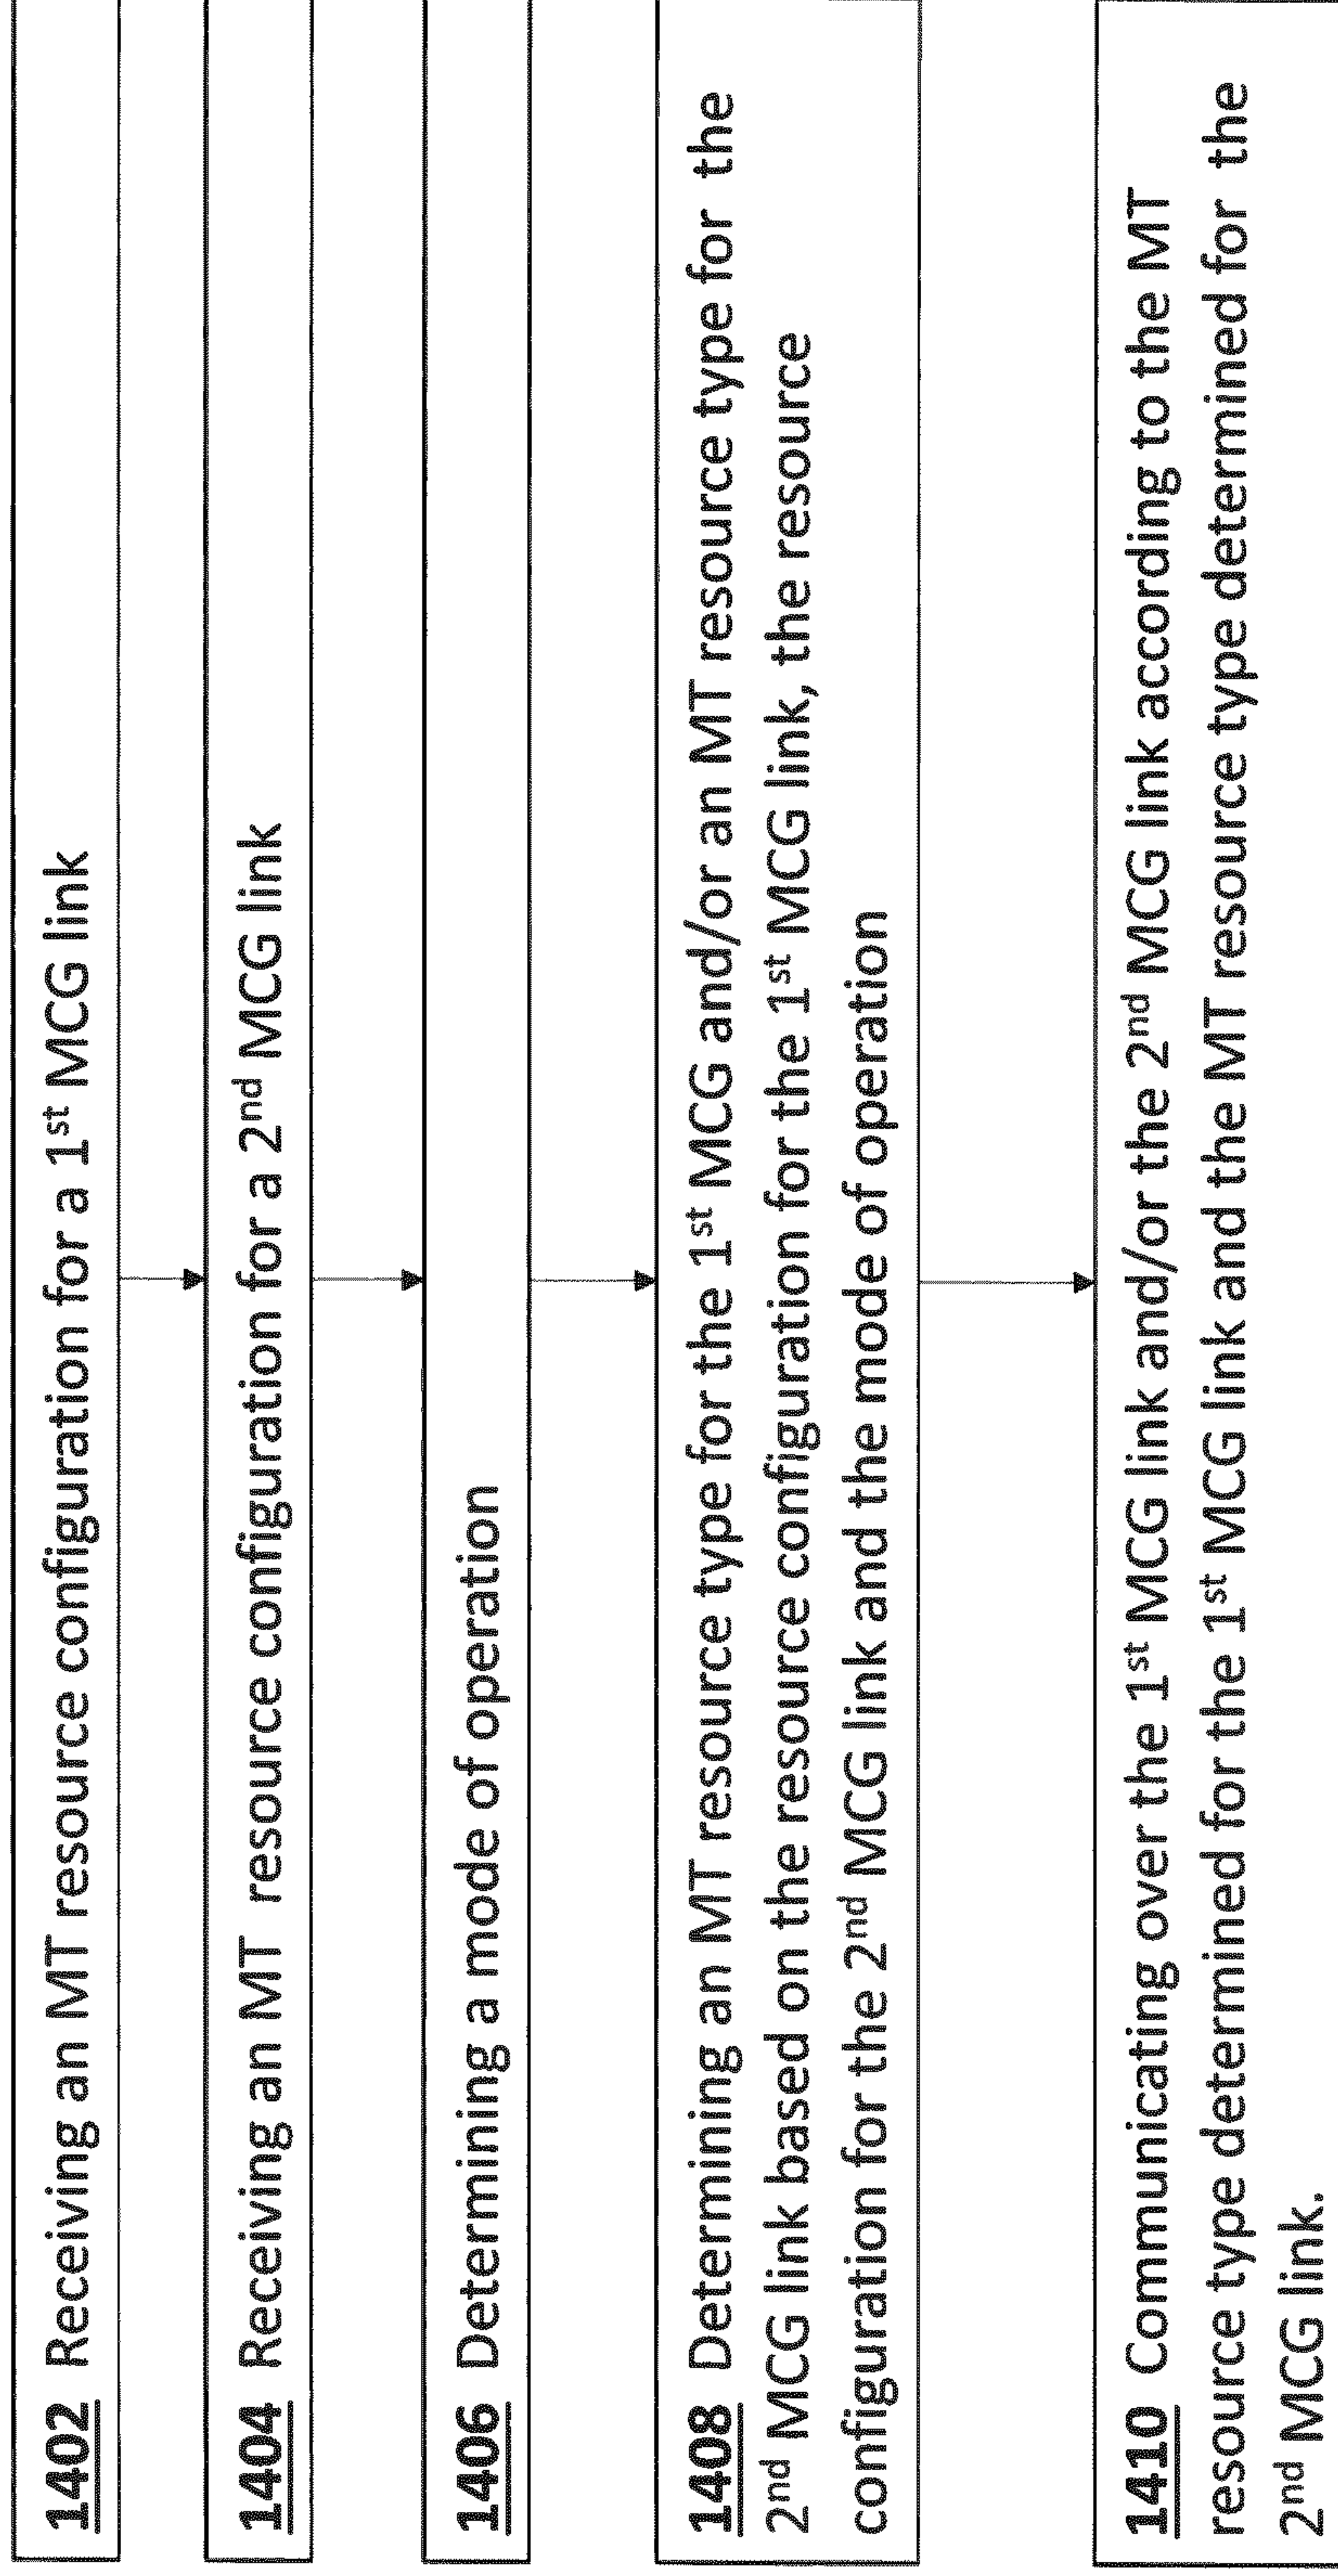 1402 Receiving an MT resource configuration for a 1st MCG link
1404 Receiving an MT resource configuration for a 2nd MCG link
1406 Determining a mode of operation
1408 Determining an MT resource type for the 1st MCG and/or an MT resource type for the
2nd MCG link based on the resource configuration for the 1st MCG link, the resource
configuration for the 2nd MCG link and the mode of operation
1410 Communicating over the 1st MCG link and/or the 2nd MCG link according to the MT
resource type determined for the 1st MCG link and the MT resource type determined for the
2nd MCG link.